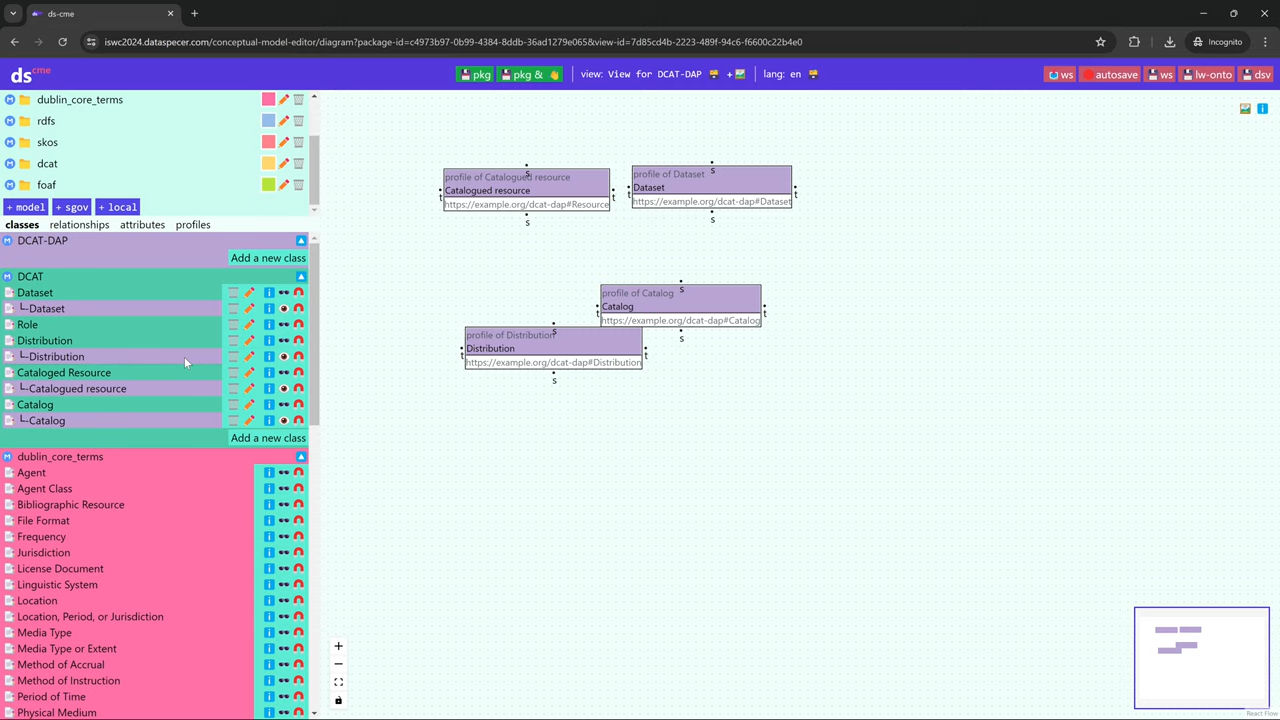 ds-cme
iswc2024.dataspecer.com/conceptual-model-editor/diagram?package-id=c4973b97-0b99-4384-8ddb-36ad1279e065&view-id=7d85cd4b-2223-489f-94c6-f6600c22b4e0
Incognito
ds cme
pkg
pkg &
view: View for DCAT-DAP
lang: en
ws
autosave
ws
lw-onto
dsv
M dublin_core_terms
M rdfs
M skos
M dcat
M foaf
+ model
+ sgov
+ local
classes relationships attributes profiles
M DCAT-DAP
Add a new class
M DCAT
Dataset
└─Dataset
Role
Distribution
└─Distribution
Cataloged Resource
└─Catalogued resource
Catalog
└─Catalog
Add a new class
M dublin_core_terms
Agent
Agent Class
Bibliographic Resource
File Format
Frequency
Jurisdiction
License Document
Linguistic System
Location
Location, Period, or Jurisdiction
Media Type
Media Type or Extent
Method of Accrual
Method of Instruction
Period of Time
Physical Medium
s
profile of Catalogued resource
t Catalogued resource t
https://example.org/dcat-dap#Resource
s
s
profile of Dataset
t Dataset t
https://example.org/dcat-dap#Dataset
s
s
profile of Catalog
t Catalog t
https://example.org/dcat-dap#Catalog
s
s
profile of Distribution
t Distribution t
https://example.org/dcat-dap#Distribution
s
React Flow